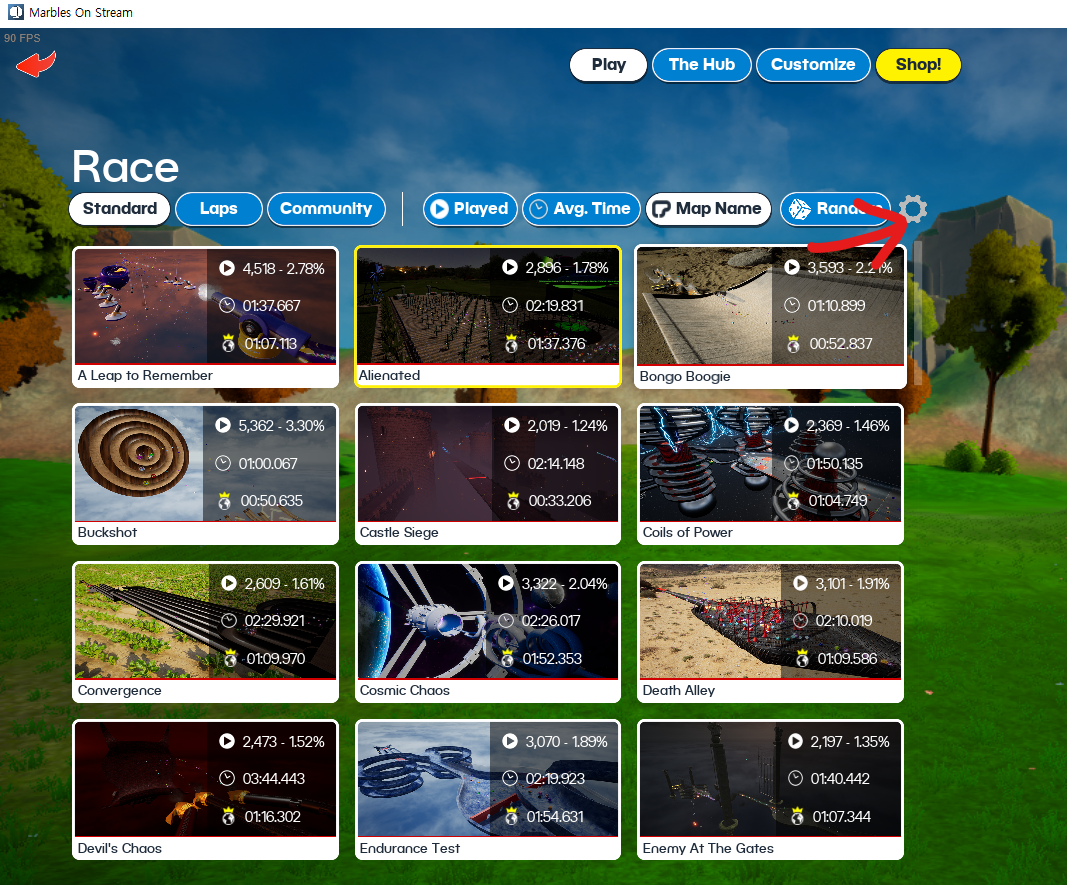 Marbles On Stream
90 FPS
Play The Hub Customize Shop!
Race
Standard Laps Community Played Avg. Time Map Name
4,518 - 2.78% 2,896 - 1.78% 3,593 - 2.21%
01:37.667 02:19.831 01:10.899
01:07.113 01:37.376 00:52.837
A Leap to Remember Alienated Bongo Boogie
5,362 - 3.30% 2,019 - 1.24% 2,369 - 1.46%
01:00.067 02:14.148 01:50.135
00:50.635 00:33.206 01:04.749
Buckshot Castle Siege Coils of Power
2,609 - 1.61% 3,322 - 2.04% 3,101 - 1.91%
02:29.921 02:26.017 02:10.019
01:09.970 01:52.353 01:09.586
Convergence Cosmic Chaos Death Alley
2,473 - 1.52% 3,070 - 1.89% 2,197 - 1.35%
03:44.443 02:19.923 01:40.442
01:16.302 01:54.631 01:07.344
Devil's Chaos Endurance Test Enemy At The Gates